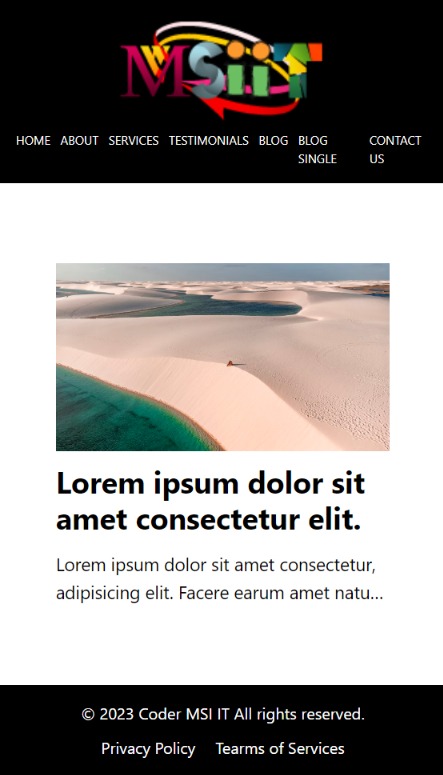 MSiiT
HOME ABOUT SERVICES TESTIMONIALS BLOG BLOG SINGLE CONTACT US
Lorem ipsum dolor sit
amet consectetur elit.
Lorem ipsum dolor sit amet consectetur,
adipisicing elit. Facere earum amet natu...
© 2023 Coder MSI IT All rights reserved.
Privacy Policy Tearms of Services